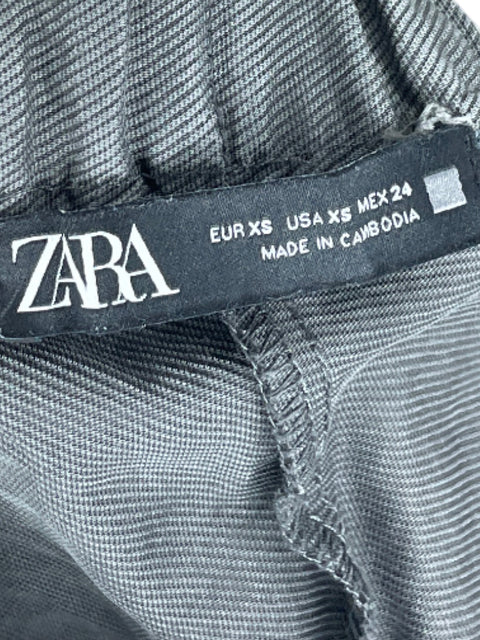 ZARA
EUR XS USA XS MEX 24
MADE IN CAMBODIA